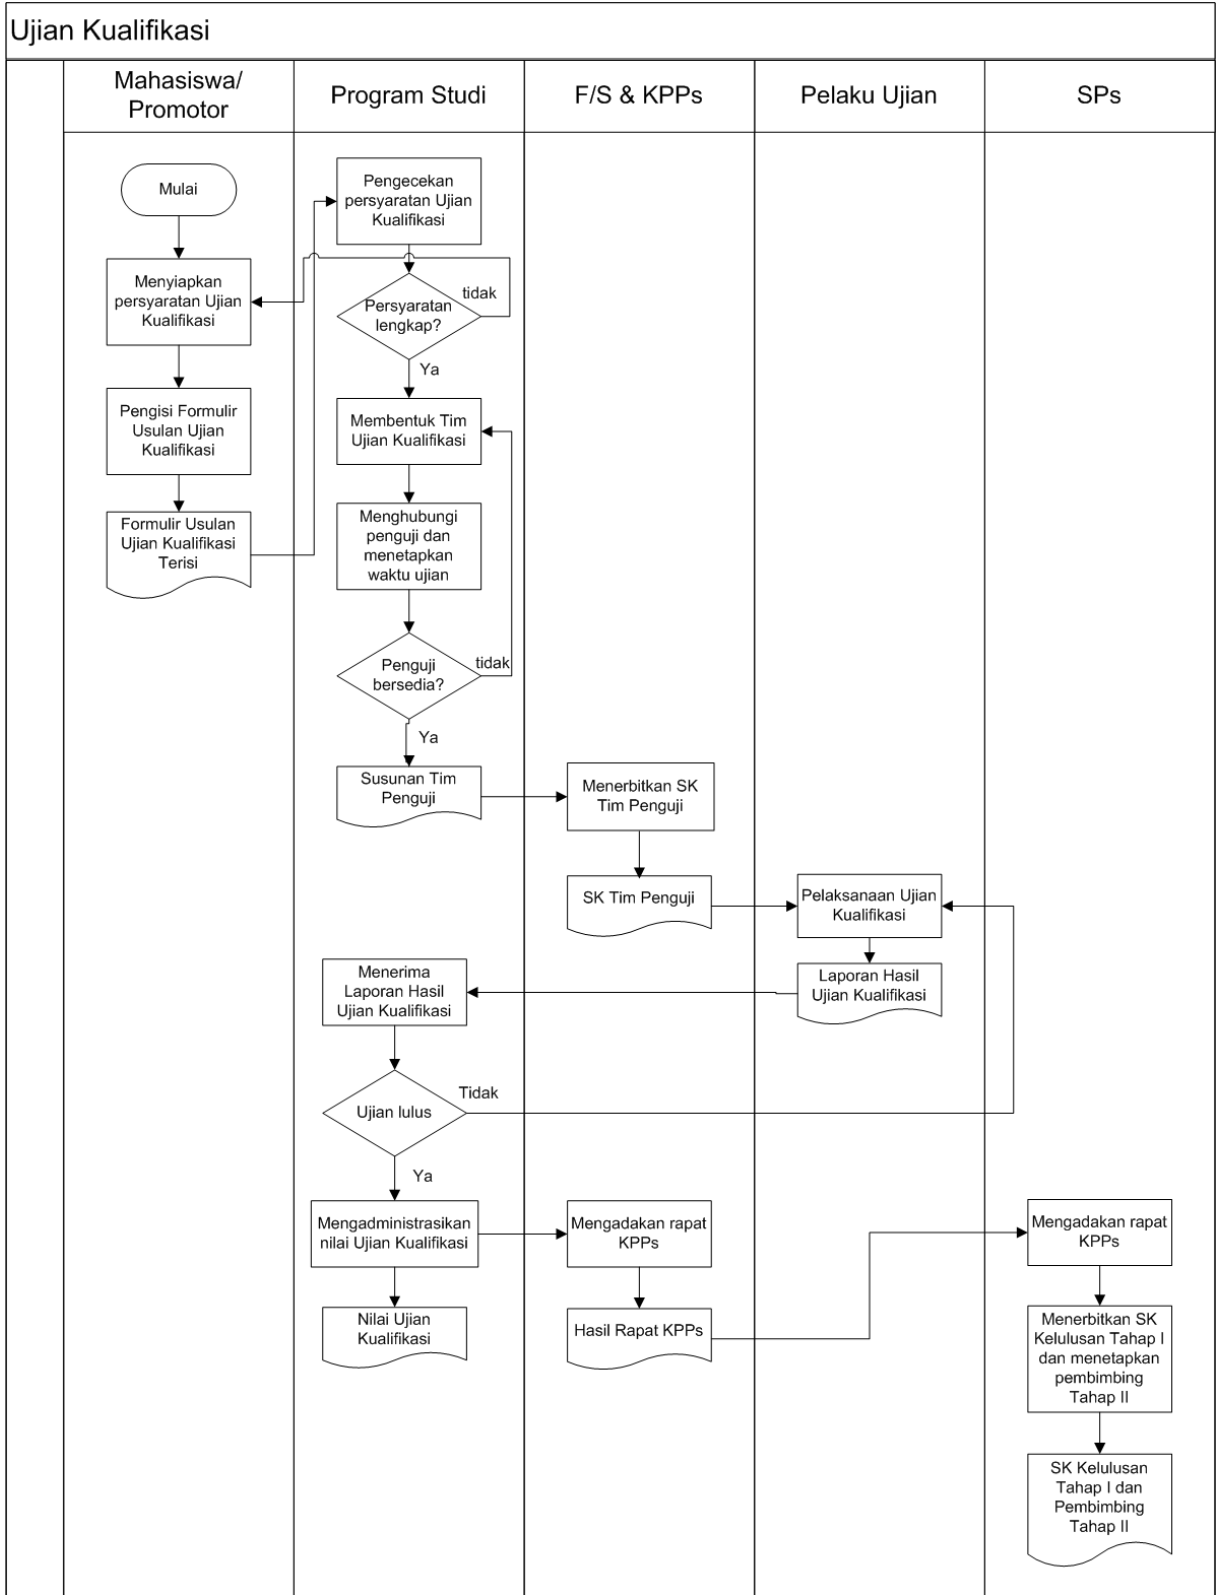 Ujian Kualifikasi
Mahasiswa/
Promotor
Program Studi
F/S & KPPs
Pelaku Ujian
SPs
Mulai
Menyiapkan
persyaratan Ujian
Kualifikasi
Pengisi Formulir
Usulan Ujian
Kualifikasi
Formulir Usulan
Ujian Kualifikasi
Terisi
Pengecekan
persyaratan Ujian
Kualifikasi
Persyaratan
lengkap?
tidak
Ya
Membentuk Tim
Ujian Kualifikasi
Menghubungi
penguji dan
menetapkan
waktu ujian
Penguji
bersedia?
tidak
Ya
Susunan Tim
Penguji
Menerbitkan SK
Tim Penguji
SK Tim Penguji
Pelaksanaan Ujian
Kualifikasi
Laporan Hasil
Ujian Kualifikasi
Menerima
Laporan Hasil
Ujian Kualifikasi
Ujian lulus
Tidak
Ya
Mengadministrasikan
nilai Ujian Kualifikasi
Nilai Ujian
Kualifikasi
Mengadakan rapat
KPPs
Hasil Rapat KPPs
Mengadakan rapat
KPPs
Menerbitkan SK
Kelulusan Tahap I
dan menetapkan
pembimbing
Tahap II
SK Kelulusan
Tahap I dan
Pembimbing
Tahap II